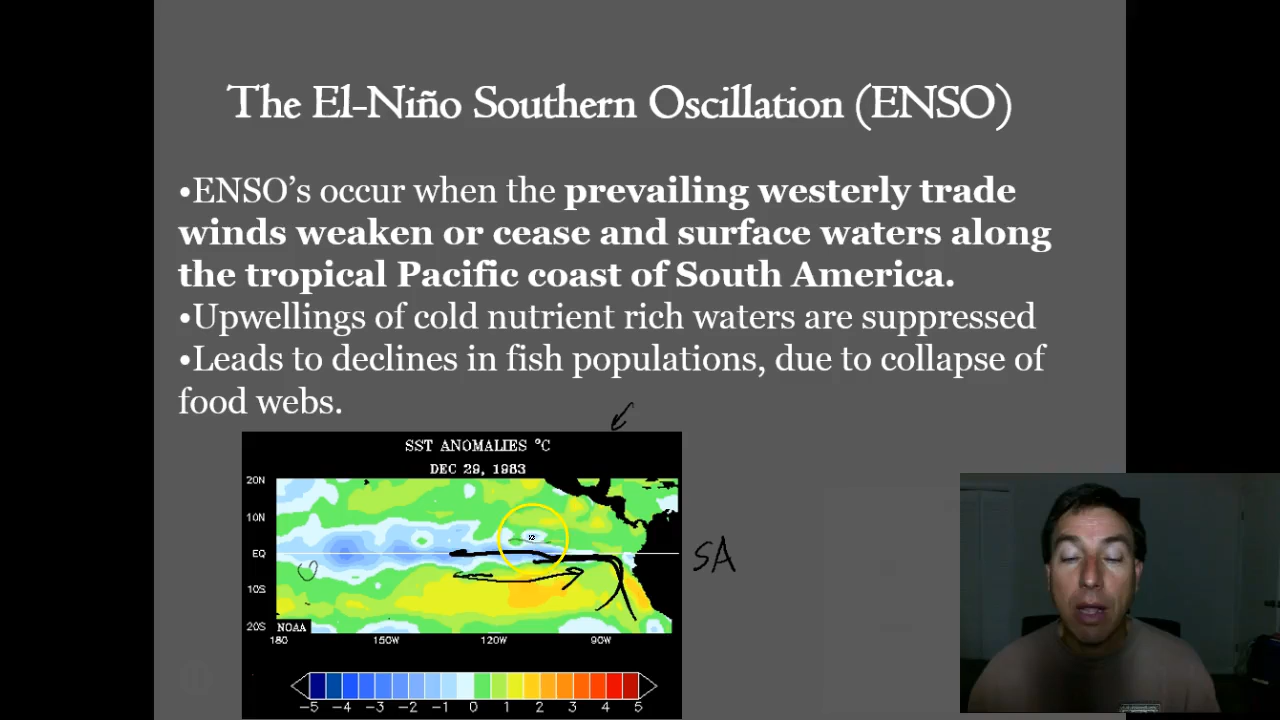 The El-Niño Southern Oscillation (ENSO)
•ENSO’s occur when the prevailing westerly trade
winds weaken or cease and surface waters along
the tropical Pacific coast of South America.
•Upwellings of cold nutrient rich waters are suppressed
•Leads to declines in fish populations, due to collapse of
food webs.
SST ANOMALIES °C
DEC 29, 1983
20N
10N
EQ
SA
10S
20S
NOAA
180 150W 120W 90W
-5 -4 -3 -2 -1 0 1 2 3 4 5